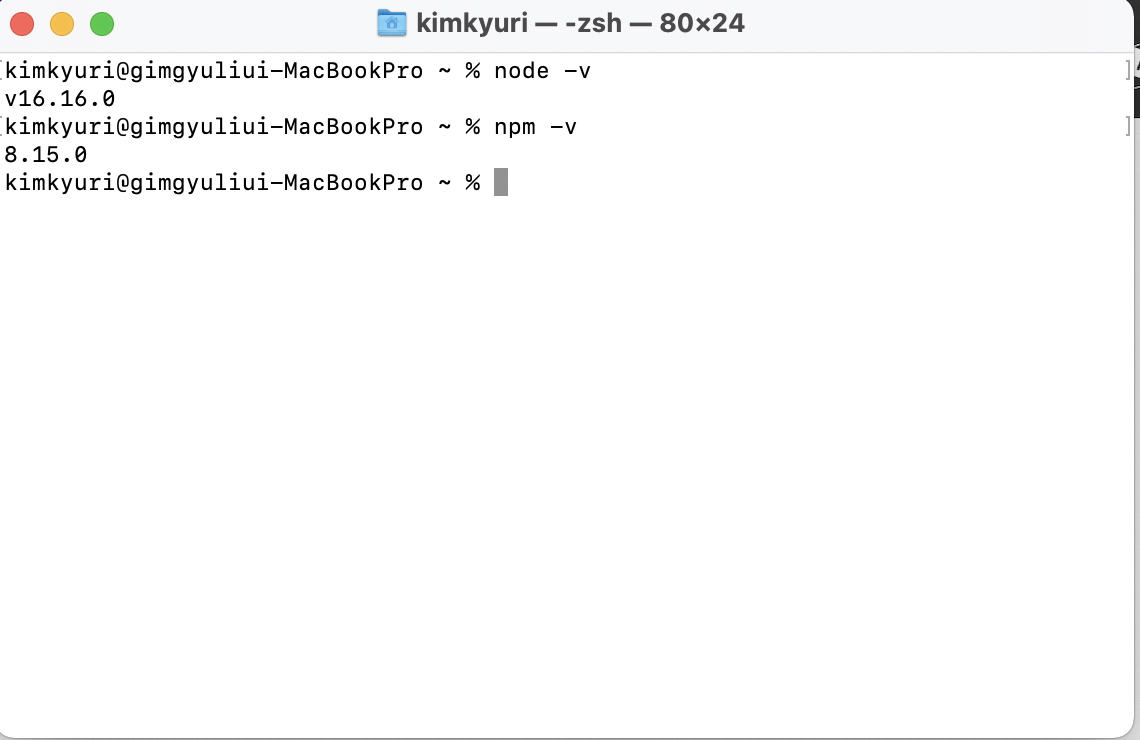 kimkyuri — -zsh — 80×24
[kimkyuri@gimgyuliui-MacBookPro ~ % node -v ]
v16.16.0
[kimkyuri@gimgyuliui-MacBookPro ~ % npm -v ]
8.15.0
kimkyuri@gimgyuliui-MacBookPro ~ %